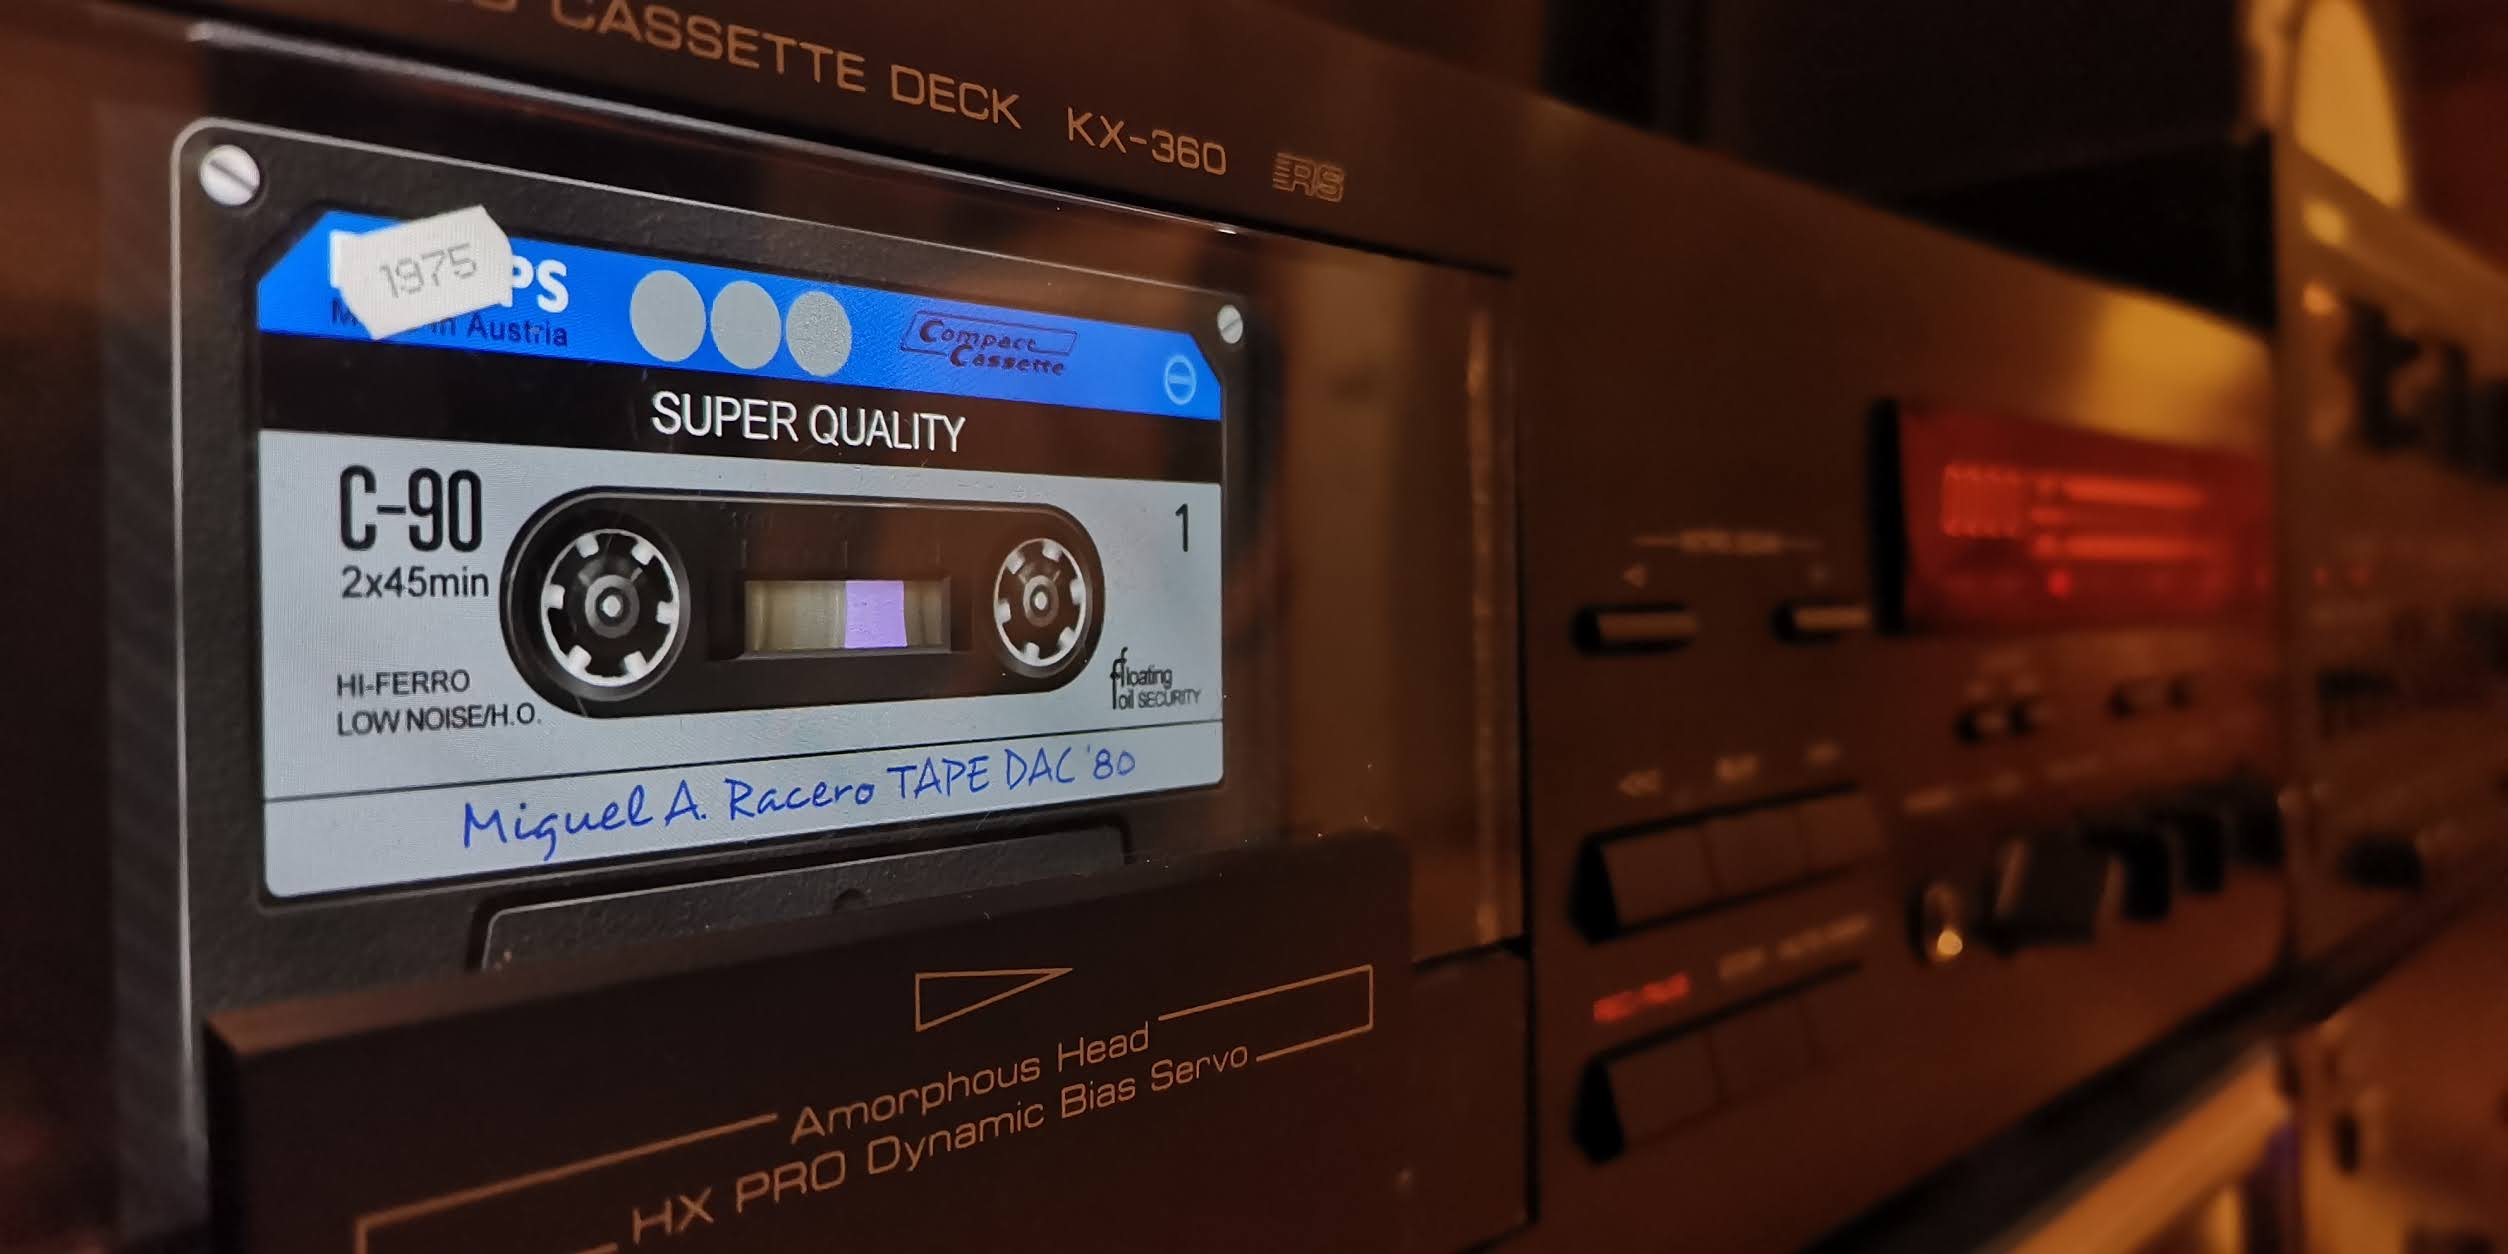 CASSETTE DECK KX-360 RS
1975
PS
in Austria
Compact
Cassette
SUPER QUALITY
C-90
1
2x45min
floating
foil SECURITY
HI-FERRO
LOW NOISE/H.O.
Miguel A. Racero TAPE DAC '80
Amorphous Head
HX PRO Dynamic Bias Servo